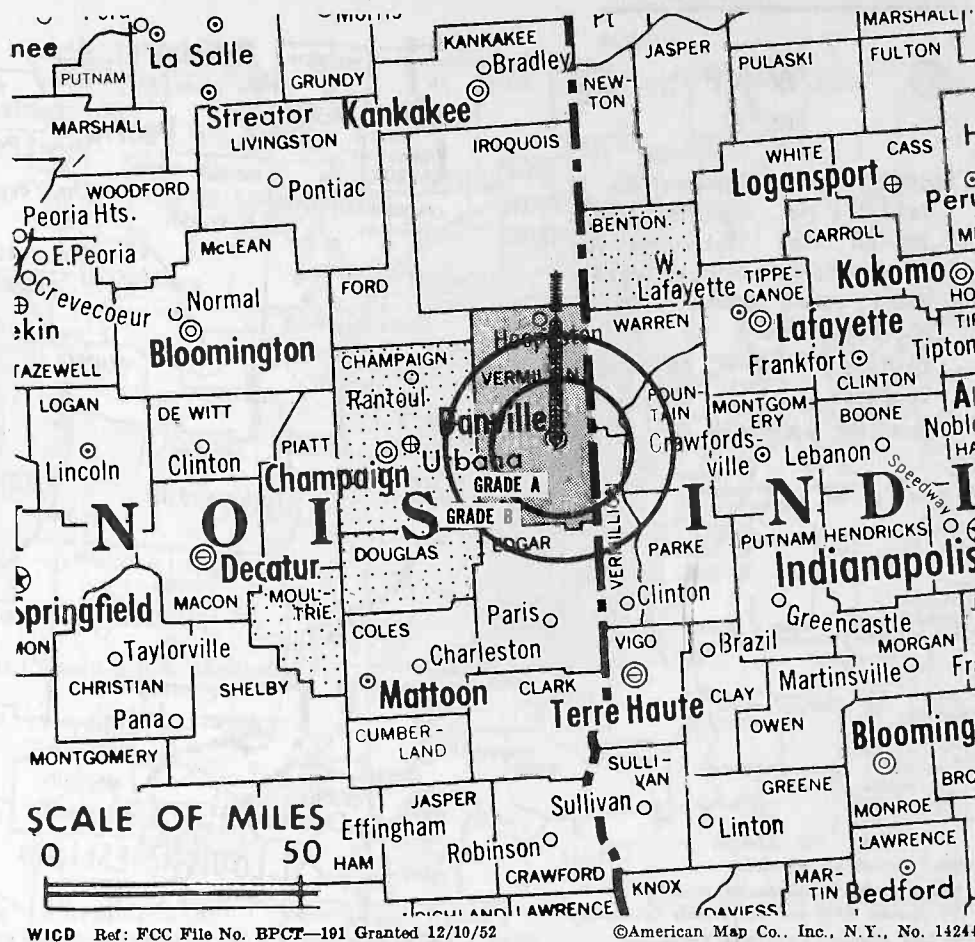 MARSHALL
nee
La Salle
KANKAKEE
Bradley
JASPER
PULASKI
FULTON
PUTNAM
GRUNDY
NEW-
TON
Streator
Kankakee
MARSHALL
LIVINGSTON
IROQUOIS
WHITE
CASS
Logansport
WOODFORD
Pontiac
Peoria Hts.
BENTON
CARROLL
McLEAN
E.Peoria
W.
Lafayette
TIPPE-
CANOE
Kokomo
Crevecoeur
Normal
FORD
WARREN
Lafayette
Hoopeston
Bloomington
CHAMPAIGN
VERMILION
Frankfort
Tipton
TAZEWELL
Rantoul
CLINTON
LOGAN
DE WITT
FOUN-
TAIN
MONTGOM
ERY
BOONE
Danville
PIATT
Crawfords-
ville
Lebanon
Lincoln
Clinton
Urbana
Champaign
GRADE A
Speedway
NOIS
INDI
GRADE B
EDGAR
DOUGLAS
VERMILLION
PARKE
PUTNAM
HENDRICKS
Decatur
Indianapolis
Springfield
MACON
MOUL-
TRIE
Paris
Clinton
Greencastle
COLES
VIGO
MORGAN
Taylorville
Charleston
Brazil
Martinsville
CHRISTIAN
SHELBY
Mattoon
CLARK
Terre Haute
CLAY
Pana
OWEN
CUMBER-
LAND
Blooming
MONTGOMERY
SULLI-
VAN
GREENE
JASPER
Sullivan
MONROE
SCALE OF MILES
Effingham
Linton
0 50
Robinson
LAWRENCE
HAM
CRAWFORD
KNOX
MAR-
TIN
Bedford
RICHLAND
LAWRENCE
DAVIESS
WICD Ref: FCC File No. BPCT—191 Granted 12/10/52 ©American Map Co., Inc., N.Y., No. 14244